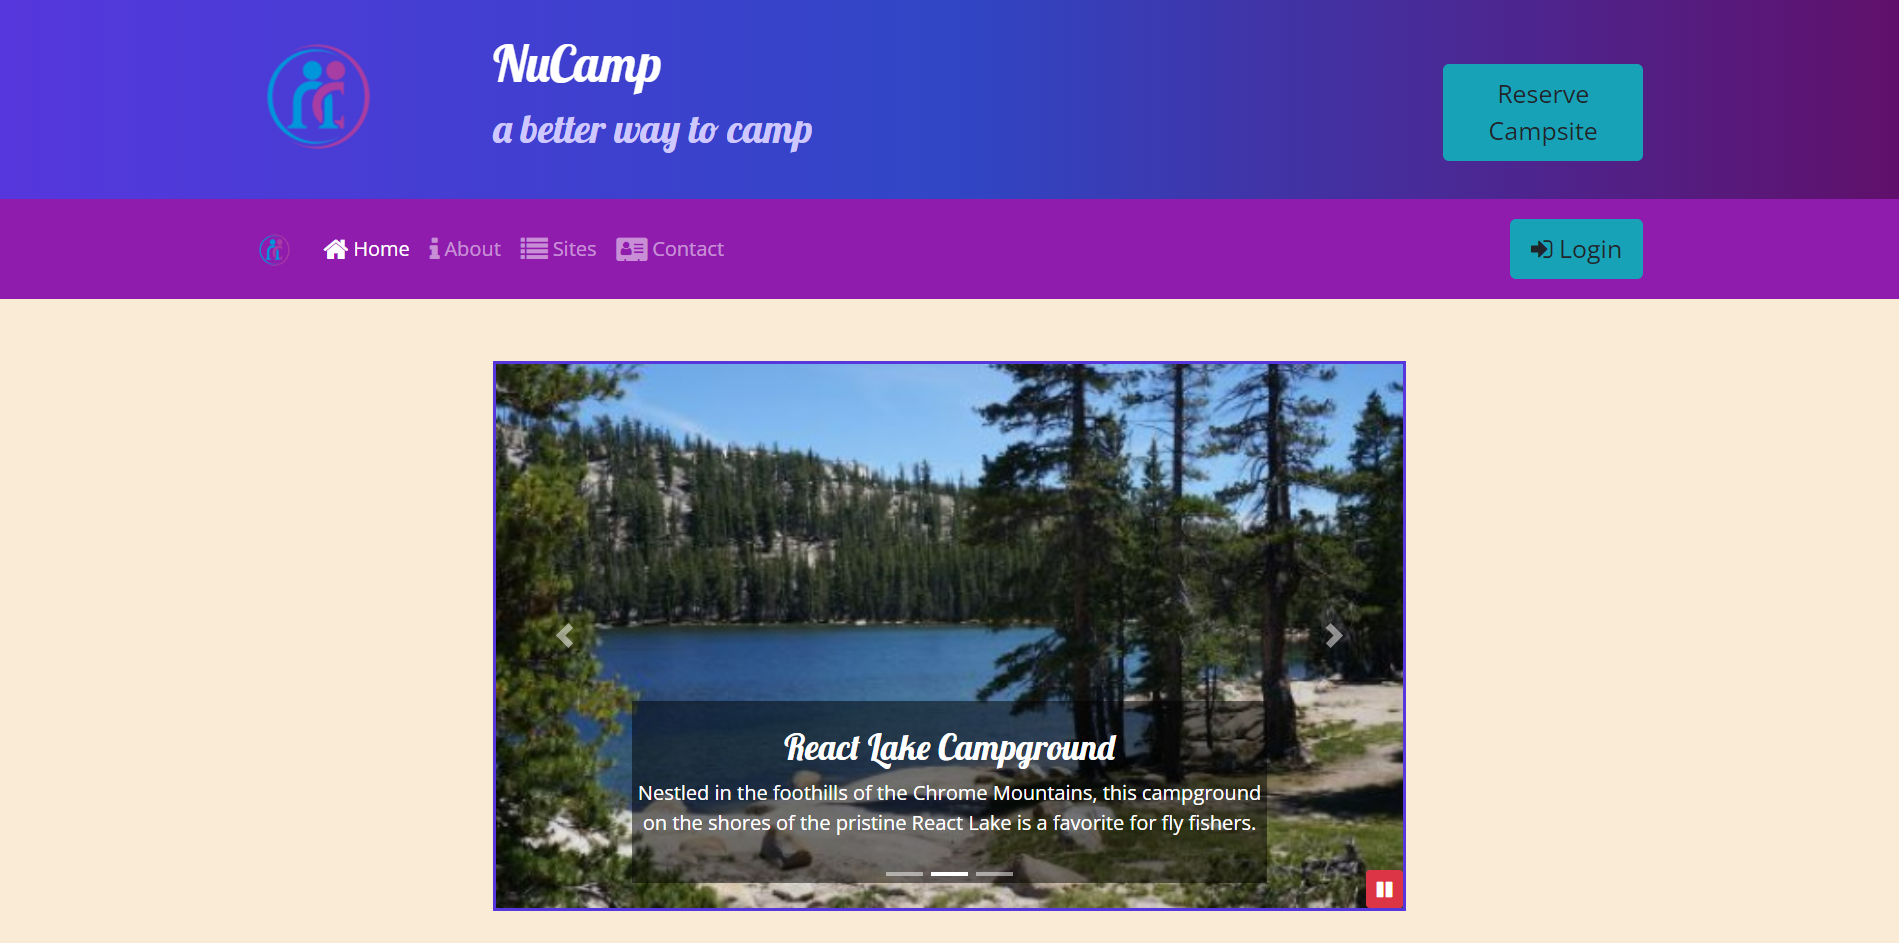 NuCamp
a better way to camp
Reserve
Campsite
Home About Sites Contact
Login
React Lake Campground
Nestled in the foothills of the Chrome Mountains, this campground
on the shores of the pristine React Lake is a favorite for fly fishers.